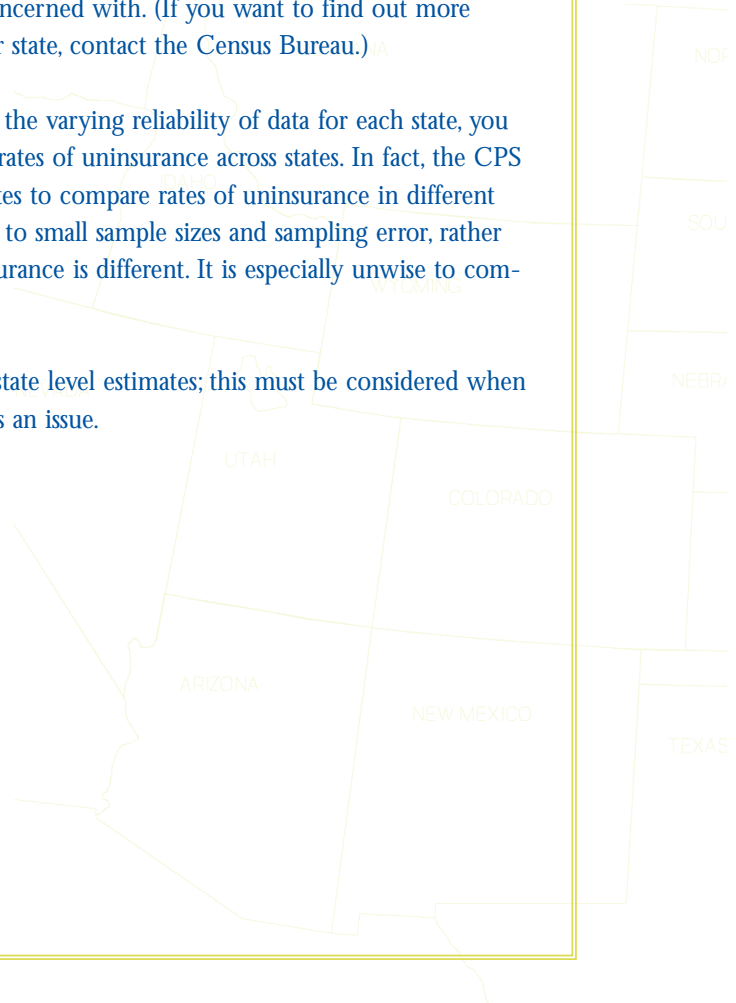 ncerned with. (If you want to find out more
state, contact the Census Bureau.)
NA
NOR
the varying reliability of data for each state, you
rates of uninsurance across states. In fact, the CPS
IDAHO
tes to compare rates of uninsurance in different
SOU
to small sample sizes and sampling error, rather
urance is different. It is especially unwise to com-
WYOMING
state level estimates; this must be considered when
NEBRA
s an issue.
UTAH
COLORADO
ARIZONA
NEW MEXICO
TEXAS